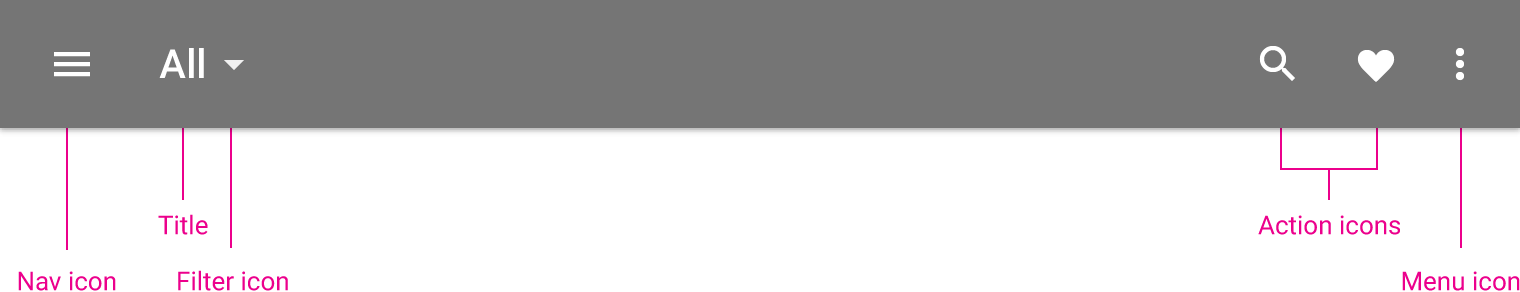 All
Title
Action icons
Nav icon
Filter icon
Menu icon